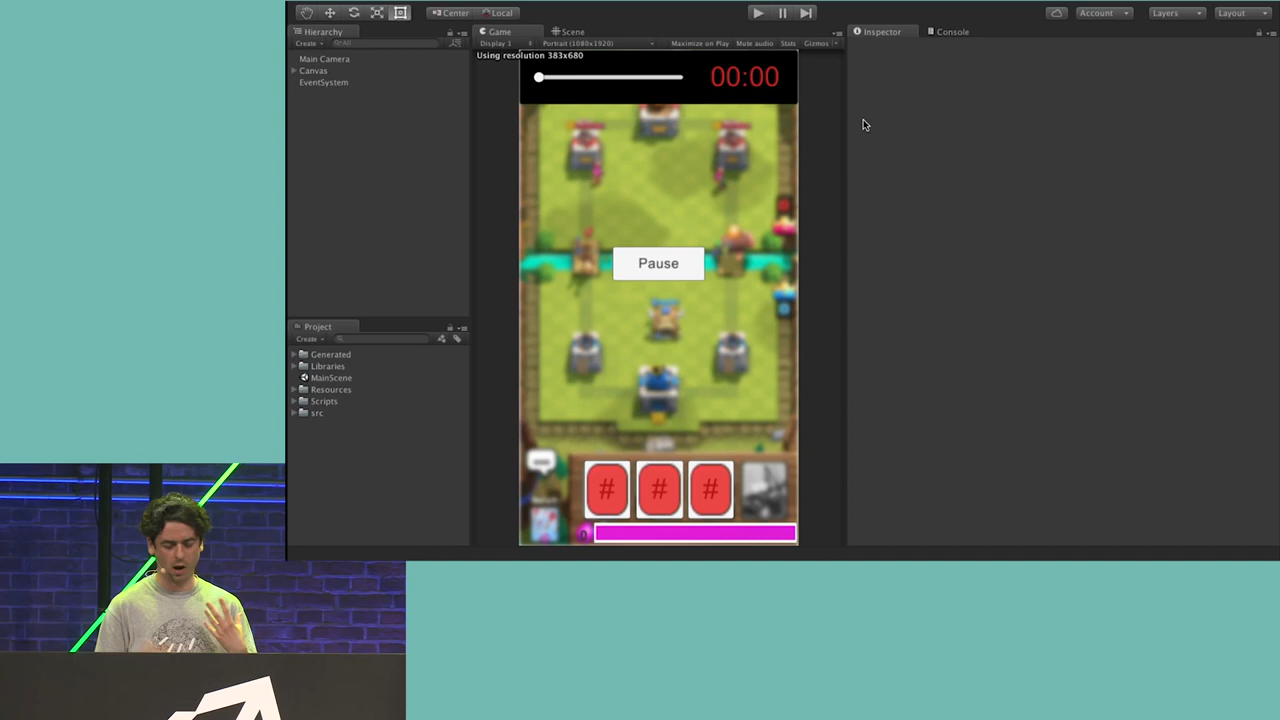 Center Local Account Layers Layout
Hierarchy Game Scene Inspector Console
Create All Display 1 Portrait (1080x1920) Maximize on Play Mute audio Stats Gizmos
Using resolution 383x680
Main Camera
Canvas
EventSystem
00:00
Pause
Project
Create
Generated
Libraries
MainScene
Resources
Scripts
src
# # #
0